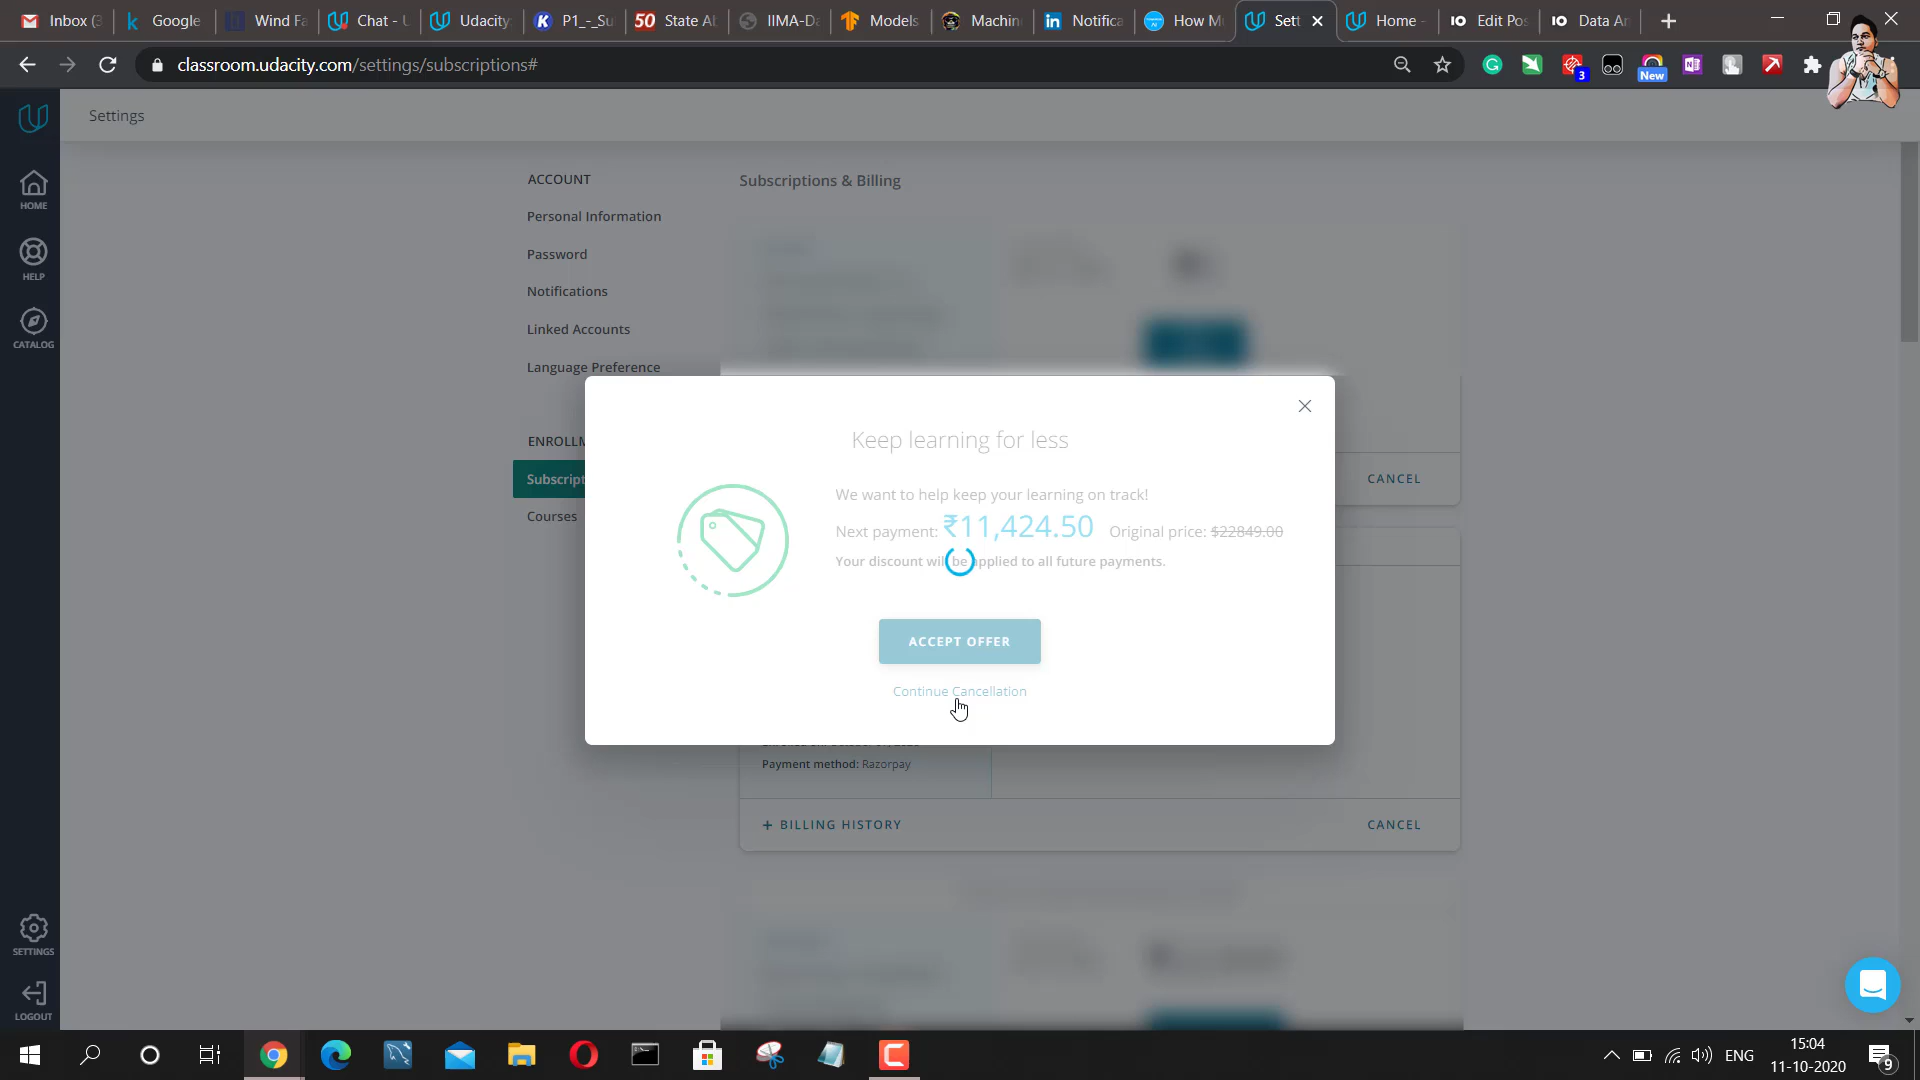 Inbox (3
Google
Wind Fa
Chat - U
Udacity
P1_-_Su
50 State A
IIMA-Da
Models
Machin
Notifica
How M
Sett
Home -
Edit Pos
Data An
classroom.udacity.com/settings/subscriptions#
3
New
Settings
HOME
HELP
CATALOG
SETTINGS
LOGOUT
ACCOUNT
Personal Information
Password
Notifications
Linked Accounts
Language Preference
ENROLLM
Subscript
Courses
Subscriptions & Billing
CANCEL
Keep learning for less
We want to help keep your learning on track!
Next payment: ₹11,424.50 Original price: $22849.00
Your discount will be applied to all future payments.
ACCEPT OFFER
Continue Cancellation
Payment method: Razorpay
+ BILLING HISTORY
CANCEL
ENG
15:04
11-10-2020
9